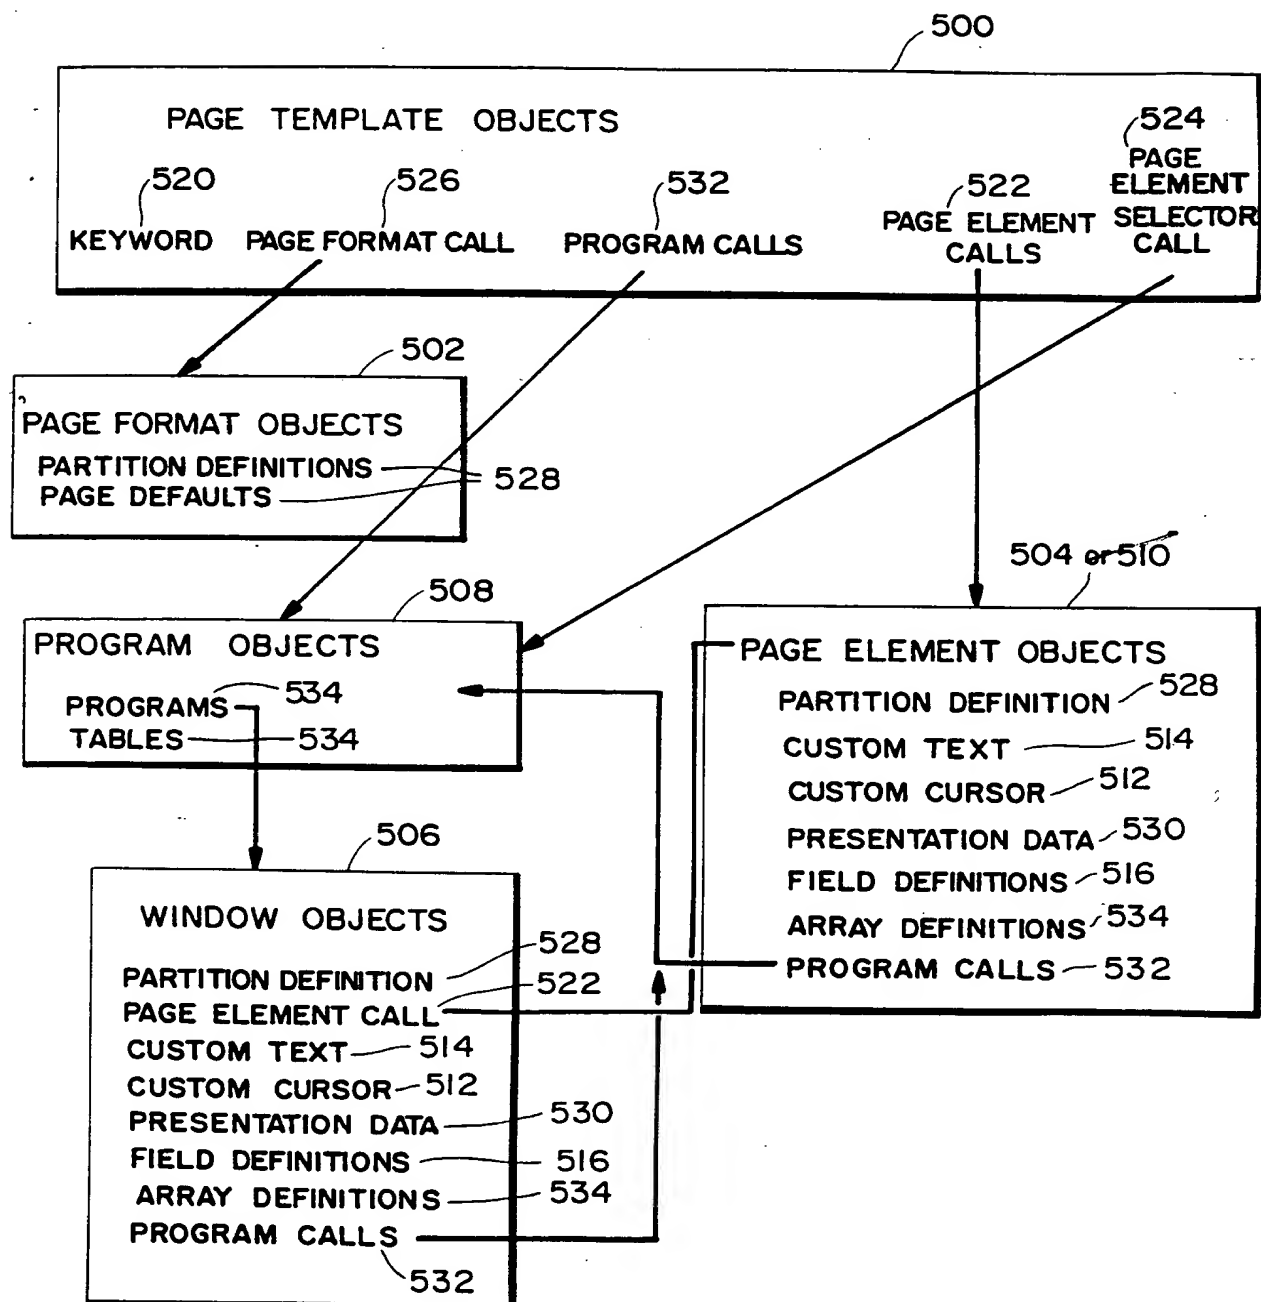 500
PAGE TEMPLATE OBJECTS
524
520
526
532
522
PAGE
ELEMENT
SELECTOR
CALL
KEYWORD
PAGE FORMAT CALL
PROGRAM CALLS
PAGE ELEMENT
CALLS
502
PAGE FORMAT OBJECTS
PARTITION DEFINITIONS
528
PAGE DEFAULTS
504 or 510
508
PROGRAM OBJECTS
PROGRAMS 534
TABLES 534
PAGE ELEMENT OBJECTS
PARTITION DEFINITION 528
CUSTOM TEXT 514
CUSTOM CURSOR 512
PRESENTATION DATA 530
FIELD DEFINITIONS 516
ARRAY DEFINITIONS 534
PROGRAM CALLS 532
506
WINDOW OBJECTS
PARTITION DEFINITION 528
PAGE ELEMENT CALL 522
CUSTOM TEXT 514
CUSTOM CURSOR 512
PRESENTATION DATA 530
FIELD DEFINITIONS 516
ARRAY DEFINITIONS 534
PROGRAM CALLS
532